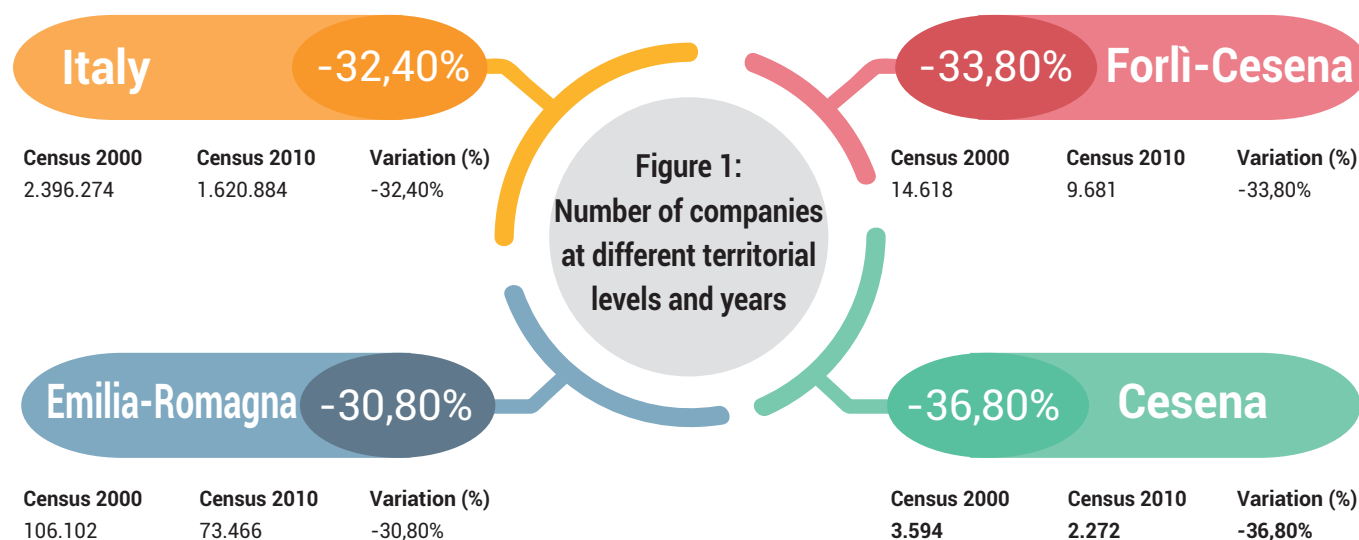 Italy -32,40%
Census 2000 Census 2010 Variation (%)
2.396.274 1.620.884 -32,40%
-33,80% Forlì-Cesena
Census 2000 Census 2010 Variation (%)
14.618 9.681 -33,80%
Figure 1:
Number of companies
at different territorial
levels and years
Emilia-Romagna -30,80%
Census 2000 Census 2010 Variation (%)
106.102 73.466 -30,80%
-36,80% Cesena
Census 2000 Census 2010 Variation (%)
3.594 2.272 -36,80%